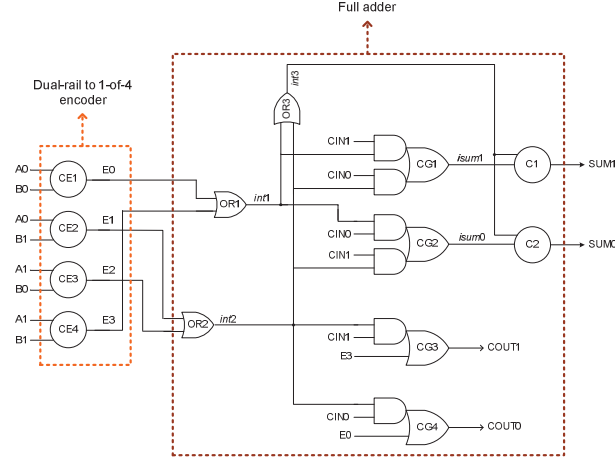 Full adder
Dual-rail to 1-of-4
encoder
int3
OR3
A0
B0
CE1
E0
A0
B1
CE2
E1
A1
B0
CE3
E2
A1
B1
CE4
E3
OR1
int1
OR2
int2
CIN1
CIN0
CG1
isum1
C1
SUM1
CIN0
CIN1
CG2
isum0
C2
SUM0
CIN1
E3
CG3
COUT1
CIN0
E0
CG4
COUT0